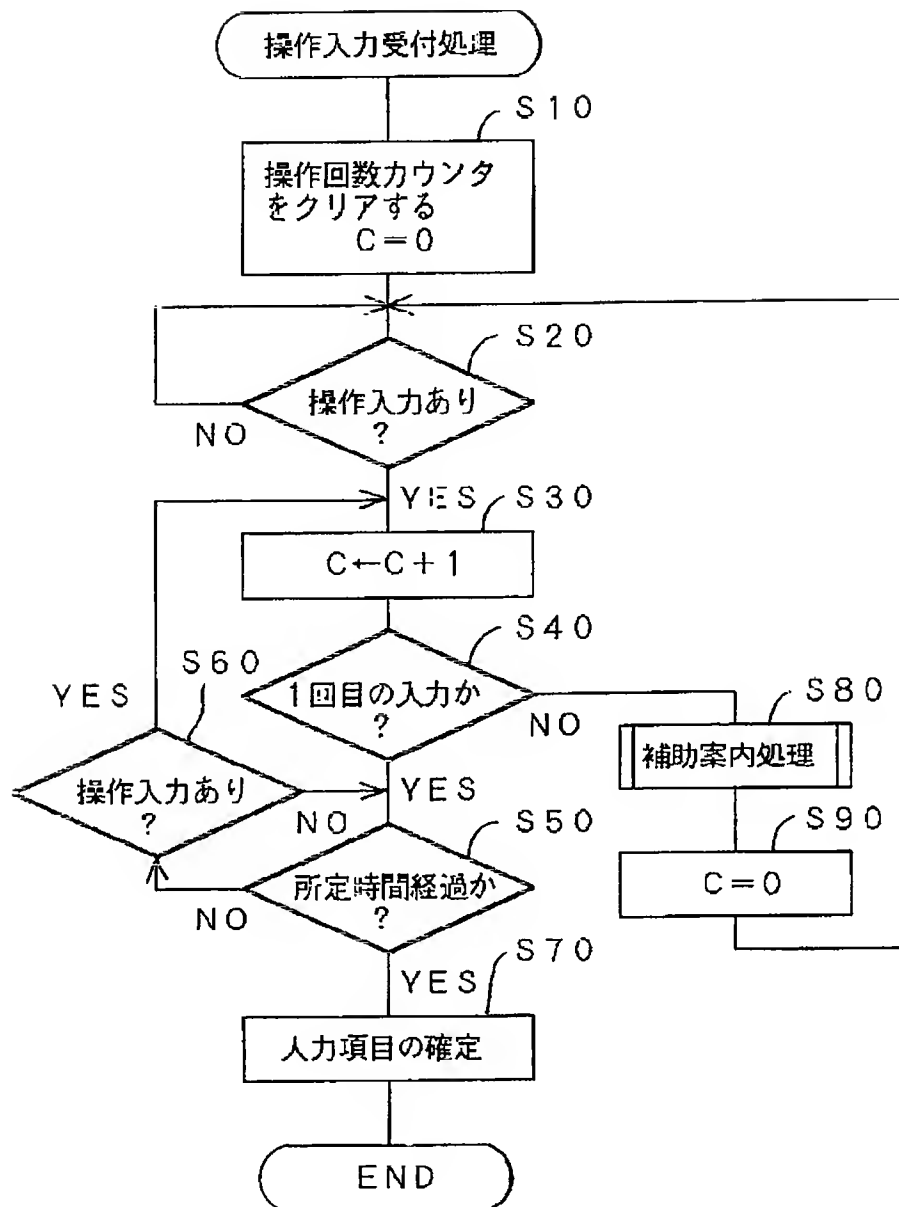 操作入力受付処理
S10
操作回数カウンタ
をクリアする
C=0
S20
操作入力あり
?
NO
YES
S30
C←C+1
S40
1回目の入力か
?
NO
YES
S60
YES
操作入力あり
?
NO
S80
補助案内処理
S90
C=0
S50
所定時間経過か
?
NO
YES
S70
入力項目の確定
END